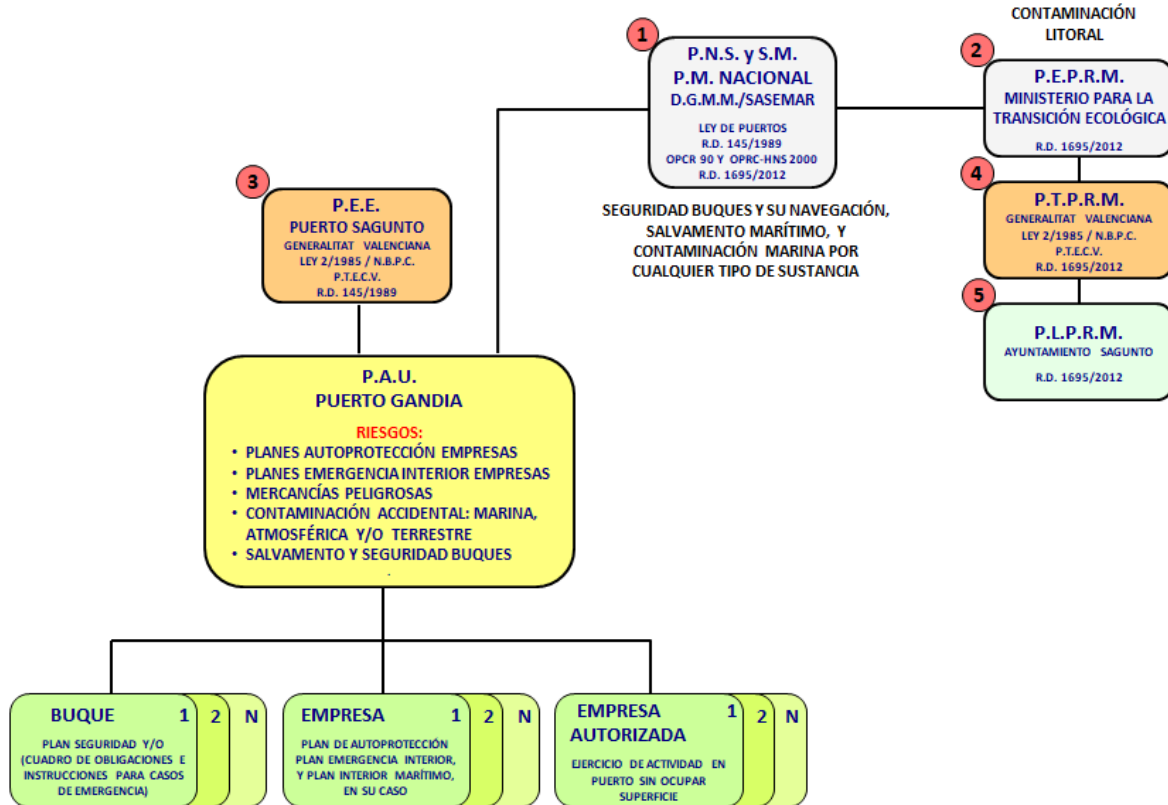 CONTAMINACIÓN
LITORAL
1
P.N.S. y S.M.
P.M. NACIONAL
D.G.M.M./SASEMAR
LEY DE PUERTOS
R.D. 145/1989
OPCR 90 Y OPRC-HNS 2000
R.D. 1695/2012
2
P.E.P.R.M.
MINISTERIO PARA LA
TRANSICIÓN ECOLÓGICA
R.D. 1695/2012
3
P.E.E.
PUERTO SAGUNTO
GENERALITAT VALENCIANA
LEY 2/1985 / N.B.P.C.
P.T.E.C.V.
R.D. 145/1989
SEGURIDAD BUQUES Y SU NAVEGACIÓN,
SALVAMENTO MARÍTIMO, Y
CONTAMINACIÓN MARINA POR
CUALQUIER TIPO DE SUSTANCIA
4
P.T.P.R.M.
GENERALITAT VALENCIANA
LEY 2/1985 / N.B.P.C.
P.T.E.C.V.
R.D. 1695/2012
5
P.L.P.R.M.
AYUNTAMIENTO SAGUNTO
R.D. 1695/2012
P.A.U.
PUERTO GANDIA
RIESGOS:
• PLANES AUTOPROTECCIÓN EMPRESAS
• PLANES EMERGENCIA INTERIOR EMPRESAS
• MERCANCÍAS PELIGROSAS
• CONTAMINACIÓN ACCIDENTAL: MARINA,
ATMOSFÉRICA Y/O TERRESTRE
• SALVAMENTO Y SEGURIDAD BUQUES
.
BUQUE 1 2 N
PLAN SEGURIDAD Y/O
(CUADRO DE OBLIGACIONES E
INSTRUCCIONES PARA CASOS
DE EMERGENCIA)
EMPRESA 1 2 N
PLAN DE AUTOPROTECCIÓN
PLAN EMERGENCIA INTERIOR,
Y PLAN INTERIOR MARÍTIMO,
EN SU CASO
EMPRESA 1 2 N
AUTORIZADA
EJERCICIO DE ACTIVIDAD EN
PUERTO SIN OCUPAR
SUPERFICIE